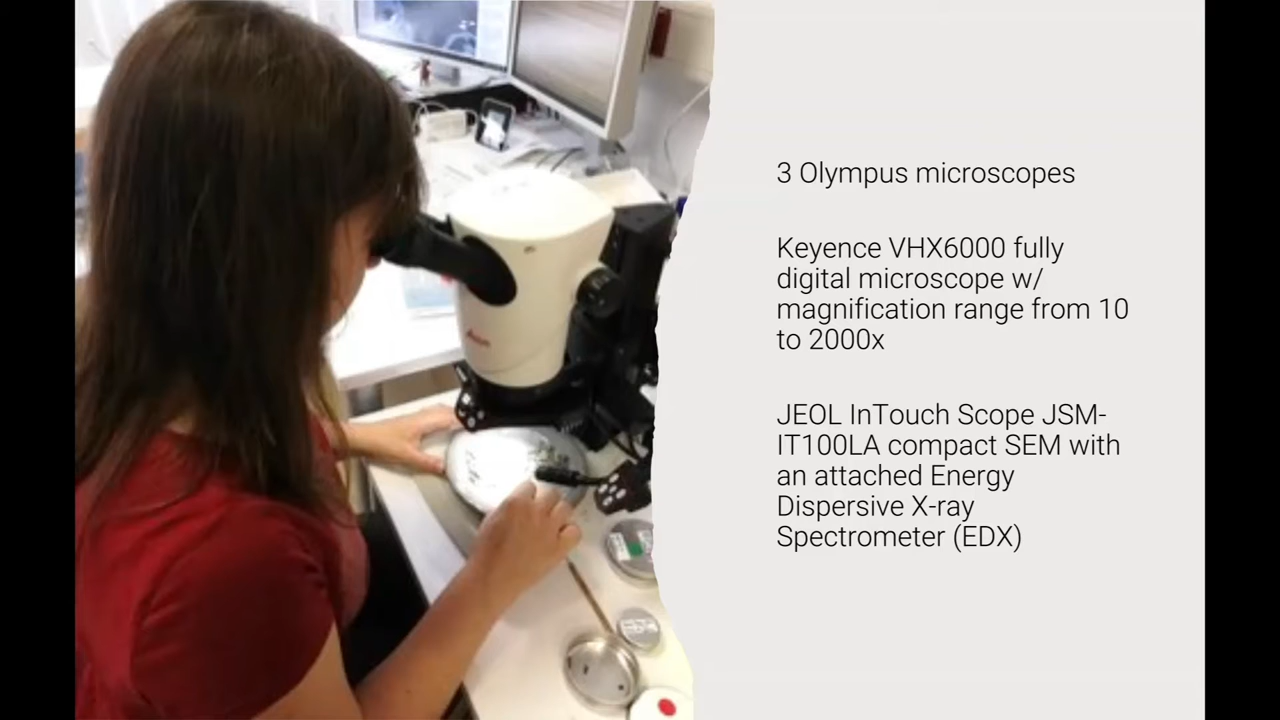 3 Olympus microscopes
Keyence VHX6000 fully
digital microscope w/
magnification range from 10
to 2000x
JEOL InTouch Scope JSM-
IT100LA compact SEM with
an attached Energy
Dispersive X-ray
Spectrometer (EDX)